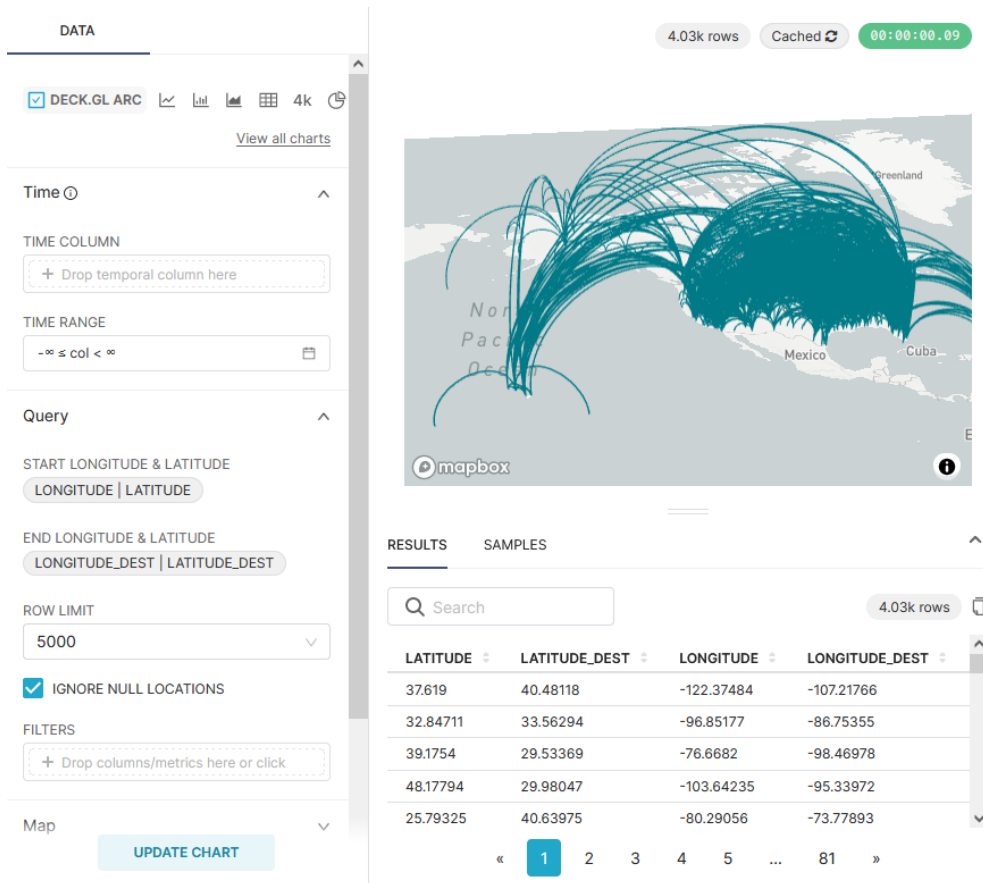 DATA
DECK.GL ARC 4k
View all charts
Time
TIME COLUMN
+ Drop temporal column here
TIME RANGE
-∞ ≤ col < ∞
Query
START LONGITUDE & LATITUDE
LONGITUDE | LATITUDE
END LONGITUDE & LATITUDE
LONGITUDE_DEST | LATITUDE_DEST
ROW LIMIT
5000
IGNORE NULL LOCATIONS
FILTERS
+ Drop columns/metrics here or click
Map
UPDATE CHART
4.03k rows Cached 00:00:00.09
Greenland
Pac
Mexico
Cuba
E
mapbox
RESULTS SAMPLES
Search
4.03k rows
LATITUDE LATITUDE_DEST LONGITUDE LONGITUDE_DEST
37.619 40.48118 -122.37484 -107.21766
32.84711 33.56294 -96.85177 -86.75355
39.1754 29.53369 -76.6682 -98.46978
48.17794 29.98047 -103.64235 -95.33972
25.79325 40.63975 -80.29056 -73.77893
« 1 2 3 4 5 ... 81 »